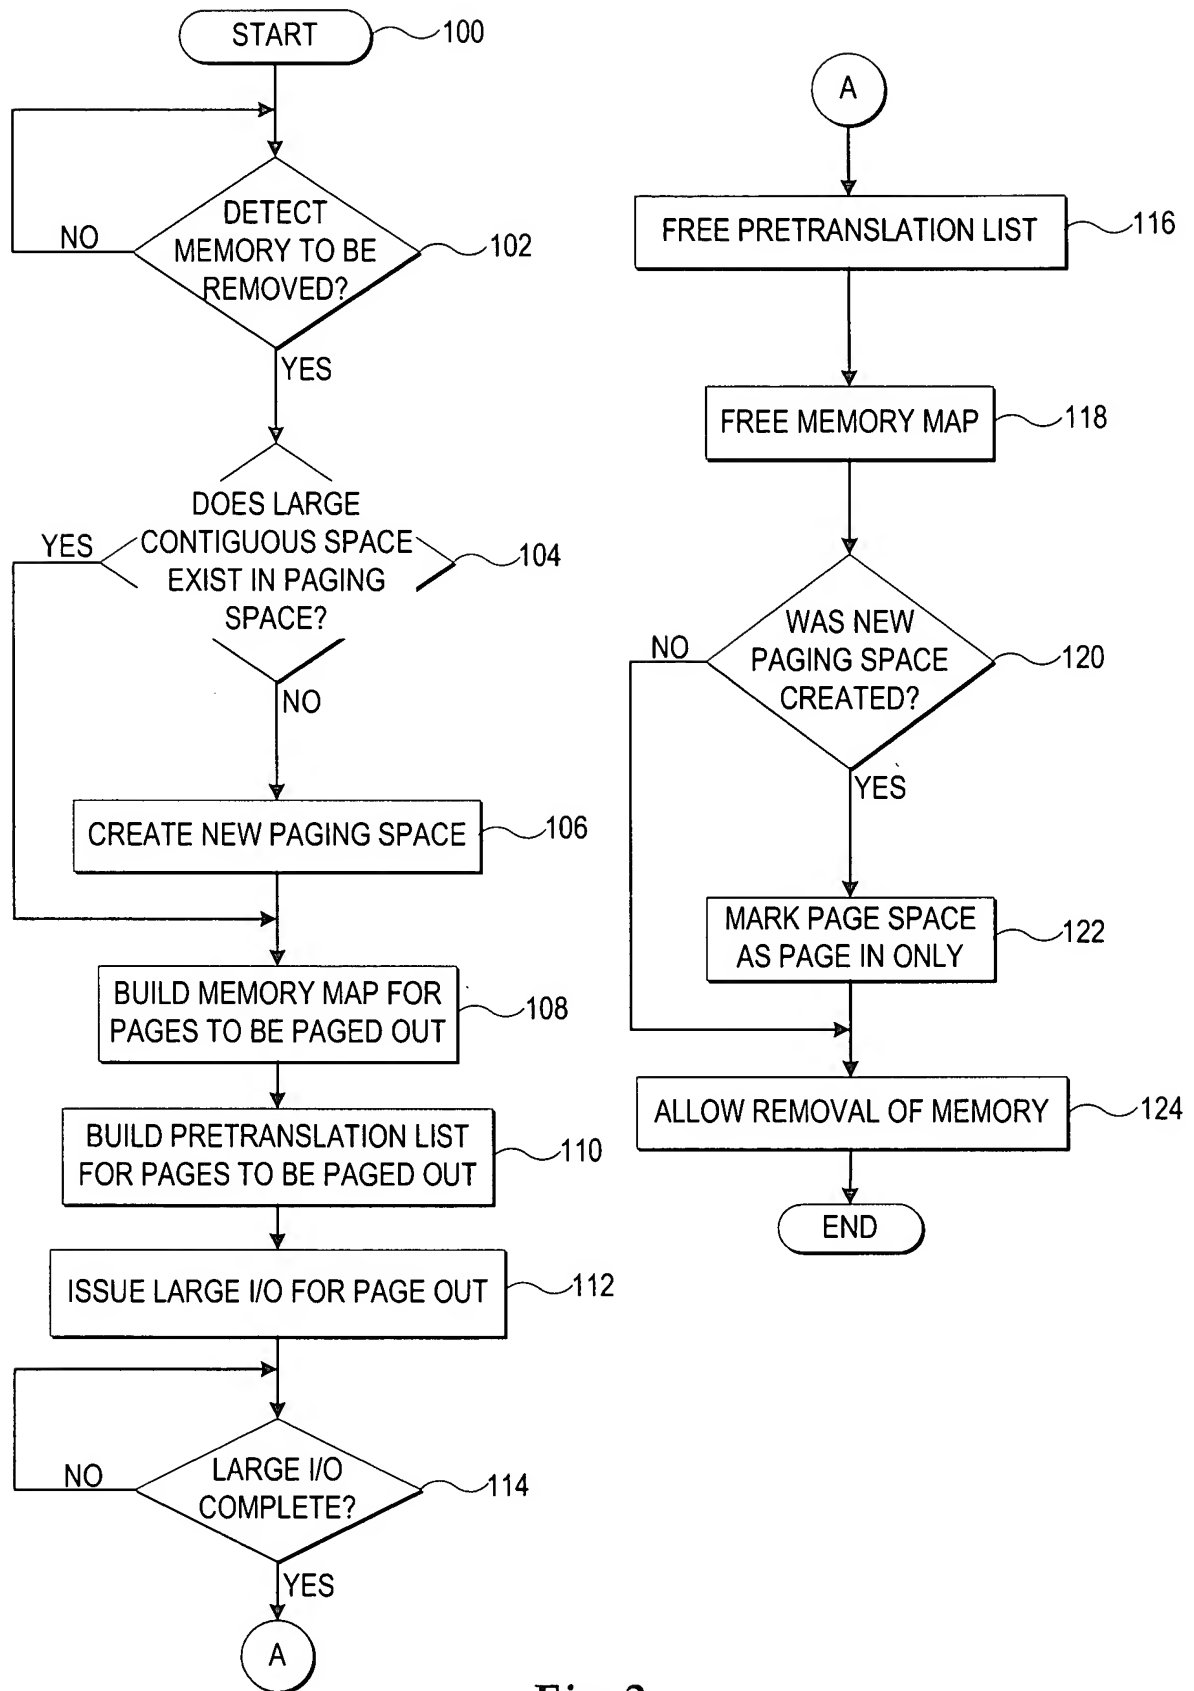 START
100
DETECT
MEMORY TO BE
REMOVED?
102
NO
YES
DOES LARGE
CONTIGUOUS SPACE
EXIST IN PAGING
SPACE?
104
YES
NO
CREATE NEW PAGING SPACE
106
BUILD MEMORY MAP FOR
PAGES TO BE PAGED OUT
108
BUILD PRETRANSLATION LIST
FOR PAGES TO BE PAGED OUT
110
ISSUE LARGE I/O FOR PAGE OUT
112
LARGE I/O
COMPLETE?
114
NO
YES
A
A
FREE PRETRANSLATION LIST
116
FREE MEMORY MAP
118
WAS NEW
PAGING SPACE
CREATED?
120
NO
YES
MARK PAGE SPACE
AS PAGE IN ONLY
122
ALLOW REMOVAL OF MEMORY
124
END